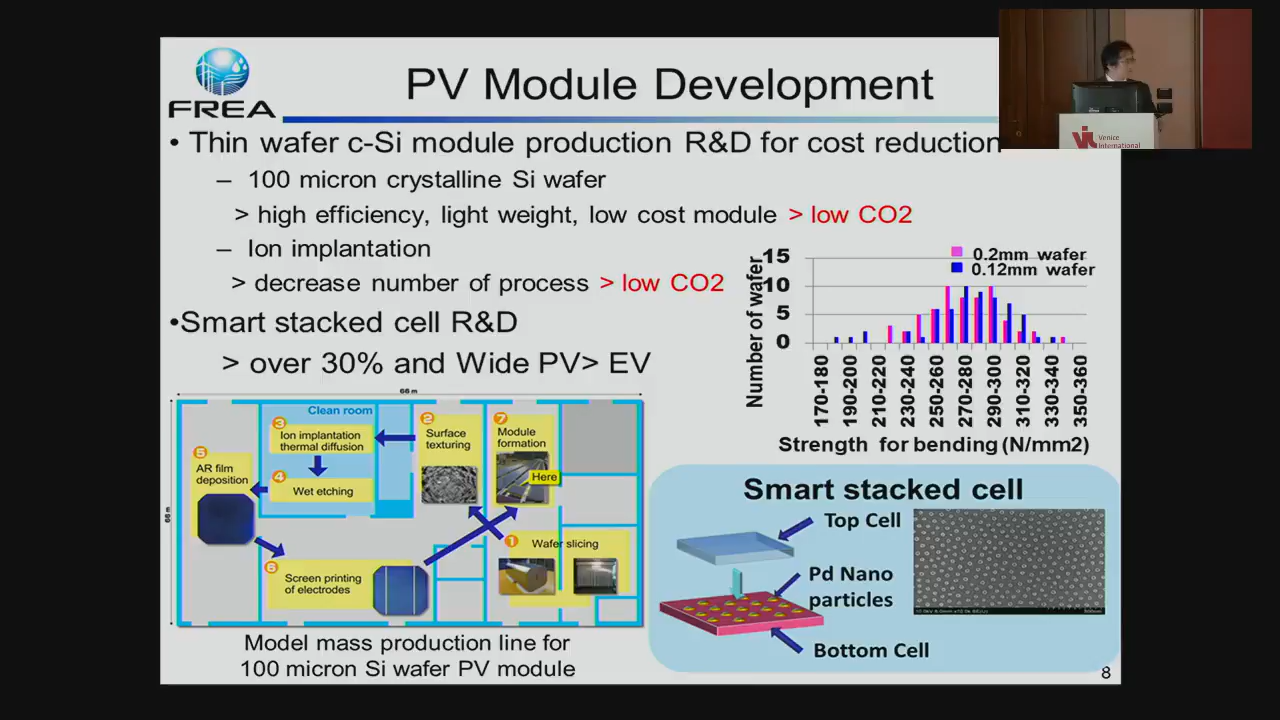 FREA
PV Module Development
• Thin wafer c-Si module production R&D for cost reduction
– 100 micron crystalline Si wafer
> high efficiency, light weight, low cost module > low CO2
– Ion implantation
> decrease number of process > low CO2
•Smart stacked cell R&D
> over 30% and Wide PV> EV
Venice
International
Number of wafer
15
10
5
0
0.2mm wafer
0.12mm wafer
170-180
190-200
210-220
230-240
250-260
270-280
290-300
310-320
330-340
350-360
Strength for bending (N/mm2)
66 m
66 m
Clean room
3
Ion implantation
thermal diffusion
4
Wet etching
2
Surface
texturing
7
Module
formation
Here
5
AR film
deposition
1
Wafer slicing
6
Screen printing
of electrodes
Model mass production line for
100 micron Si wafer PV module
Smart stacked cell
Top Cell
Pd Nano
particles
Bottom Cell
8